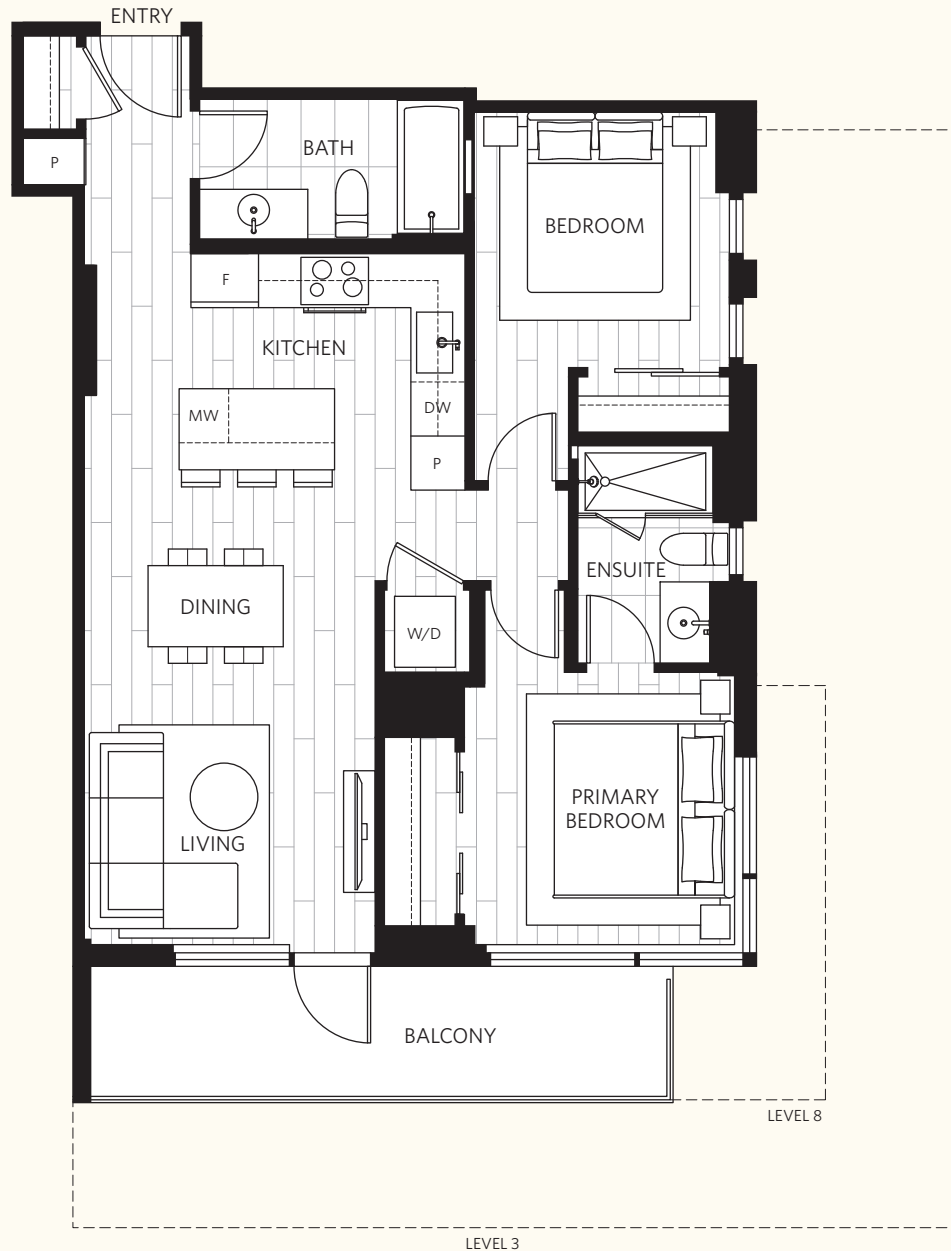 ENTRY
P
BATH
BEDROOM
F
KITCHEN
MW
DW
P
ENSUITE
DINING
W/D
PRIMARY
BEDROOM
LIVING
BALCONY
LEVEL 8
LEVEL 3